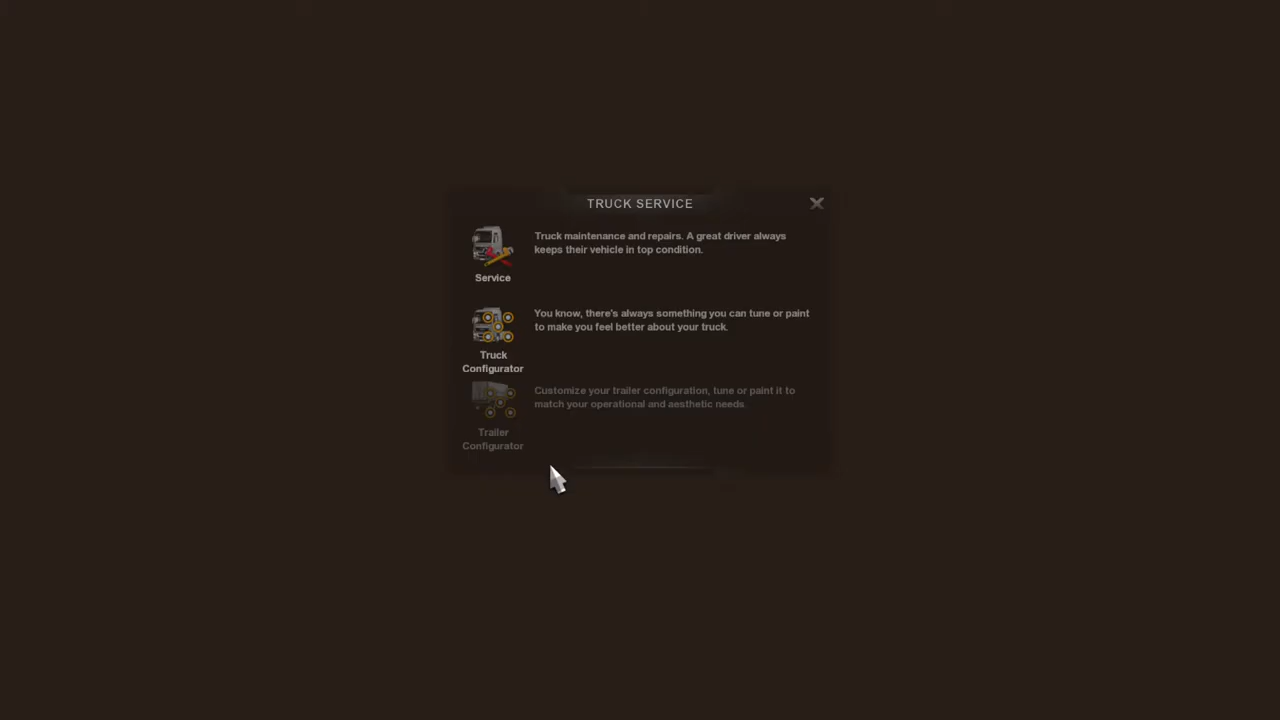 TRUCK SERVICE
Truck maintenance and repairs. A great driver always
keeps their vehicle in top condition.
Service
You know, there's always something you can tune or paint
to make you feel better about your truck.
Truck
Configurator
Customize your trailer configuration, tune or paint it to
match your operational and aesthetic needs.
Trailer
Configurator